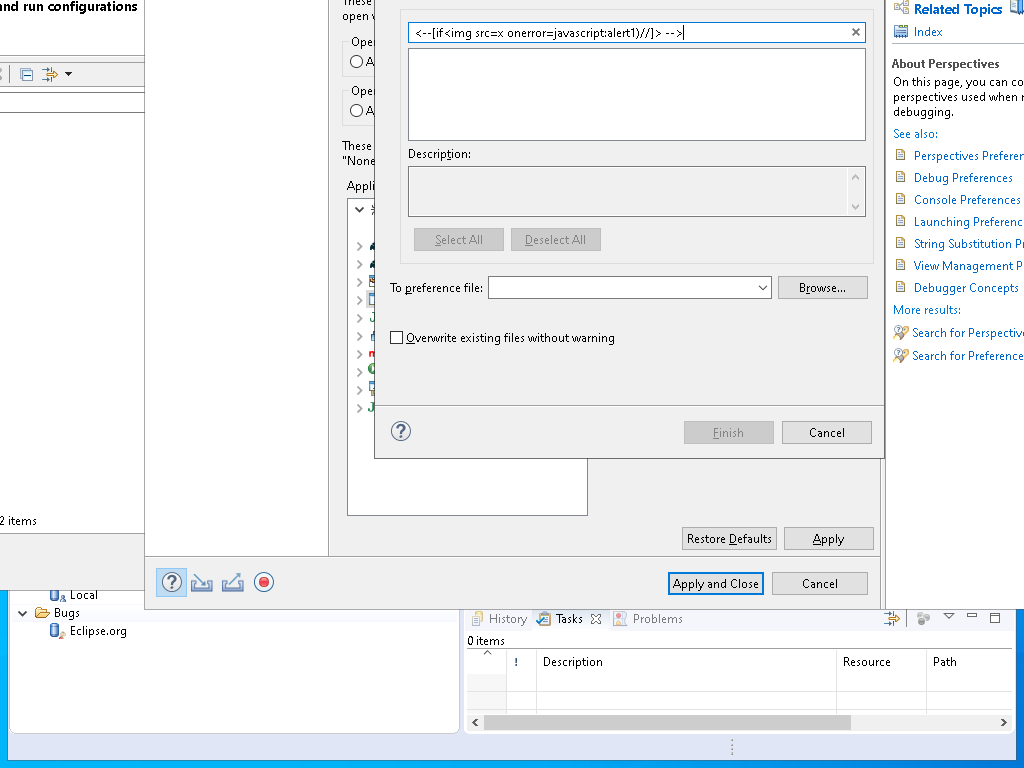 and run configurations
2 items
These
open v
Oper
A
Oper
A
These
"None
Appli
<--[if<img src=x onerror=javascript:alert1)//]> -->
Description:
Select All
Deselect All
To preference file:
Browse...
Overwrite existing files without warning
Finish
Cancel
Restore Defaults
Apply
Apply and Close
Cancel
Related Topics
Index
About Perspectives
On this page, you can co
perspectives used when r
debugging.
See also:
Perspectives Preferen
Debug Preferences
Console Preferences
Launching Preferenc
String Substitution Pr
View Management P
Debugger Concepts
More results:
Search for Perspectiv
Search for Preference
Local
Bugs
Eclipse.org
History
Tasks
Problems
0 items
! Description Resource Path